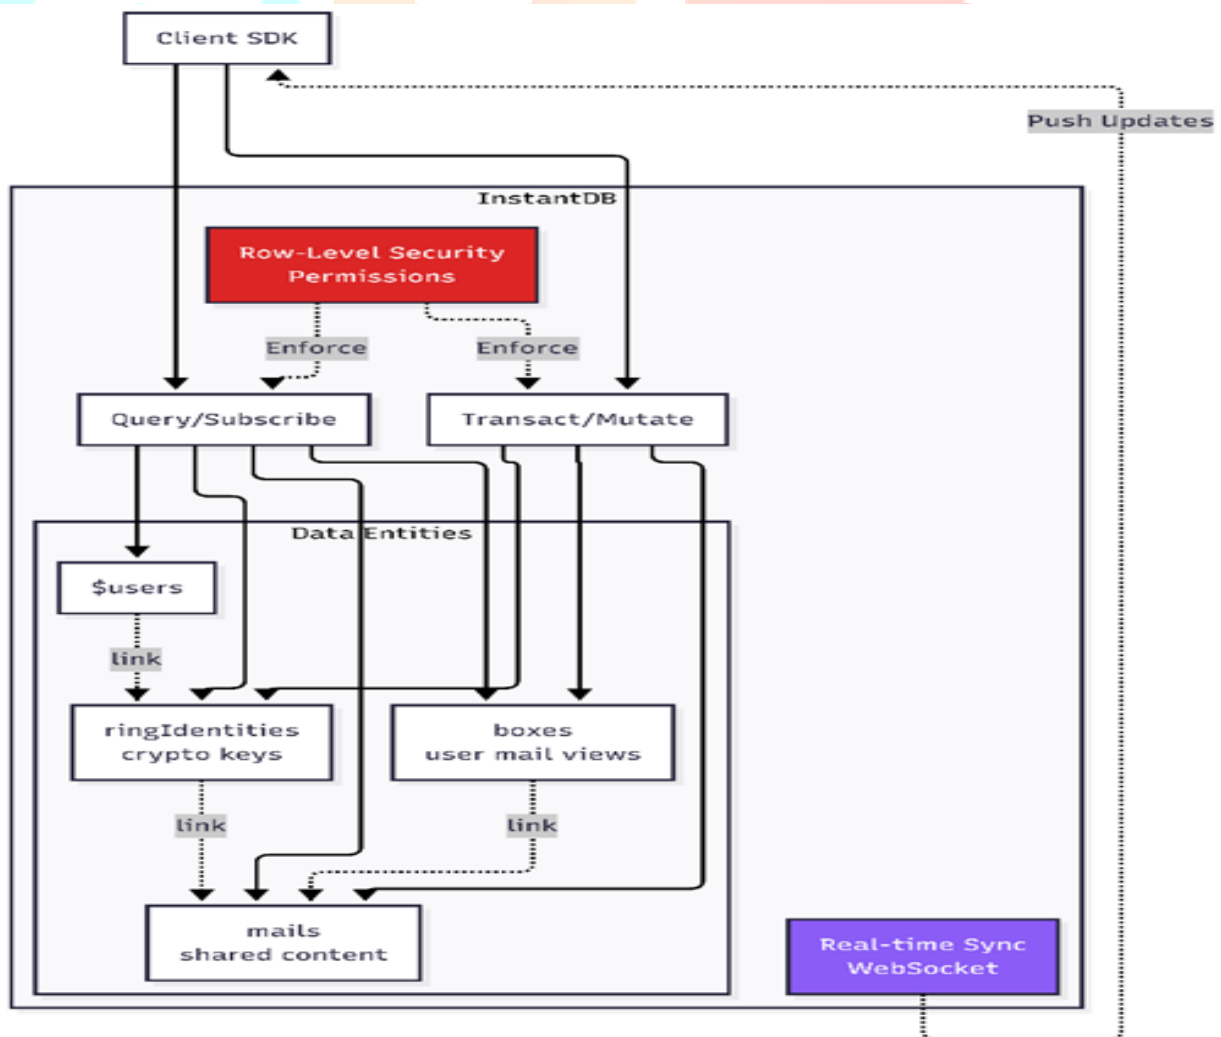 Client SDK
Push Updates
InstantDB
Row-Level Security
Permissions
Enforce
Enforce
Query/Subscribe
Transact/Mutate
Data Entities
$users
link
ringIdentities
crypto keys
boxes
user mail views
link
link
mails
shared content
Real-time Sync
WebSocket